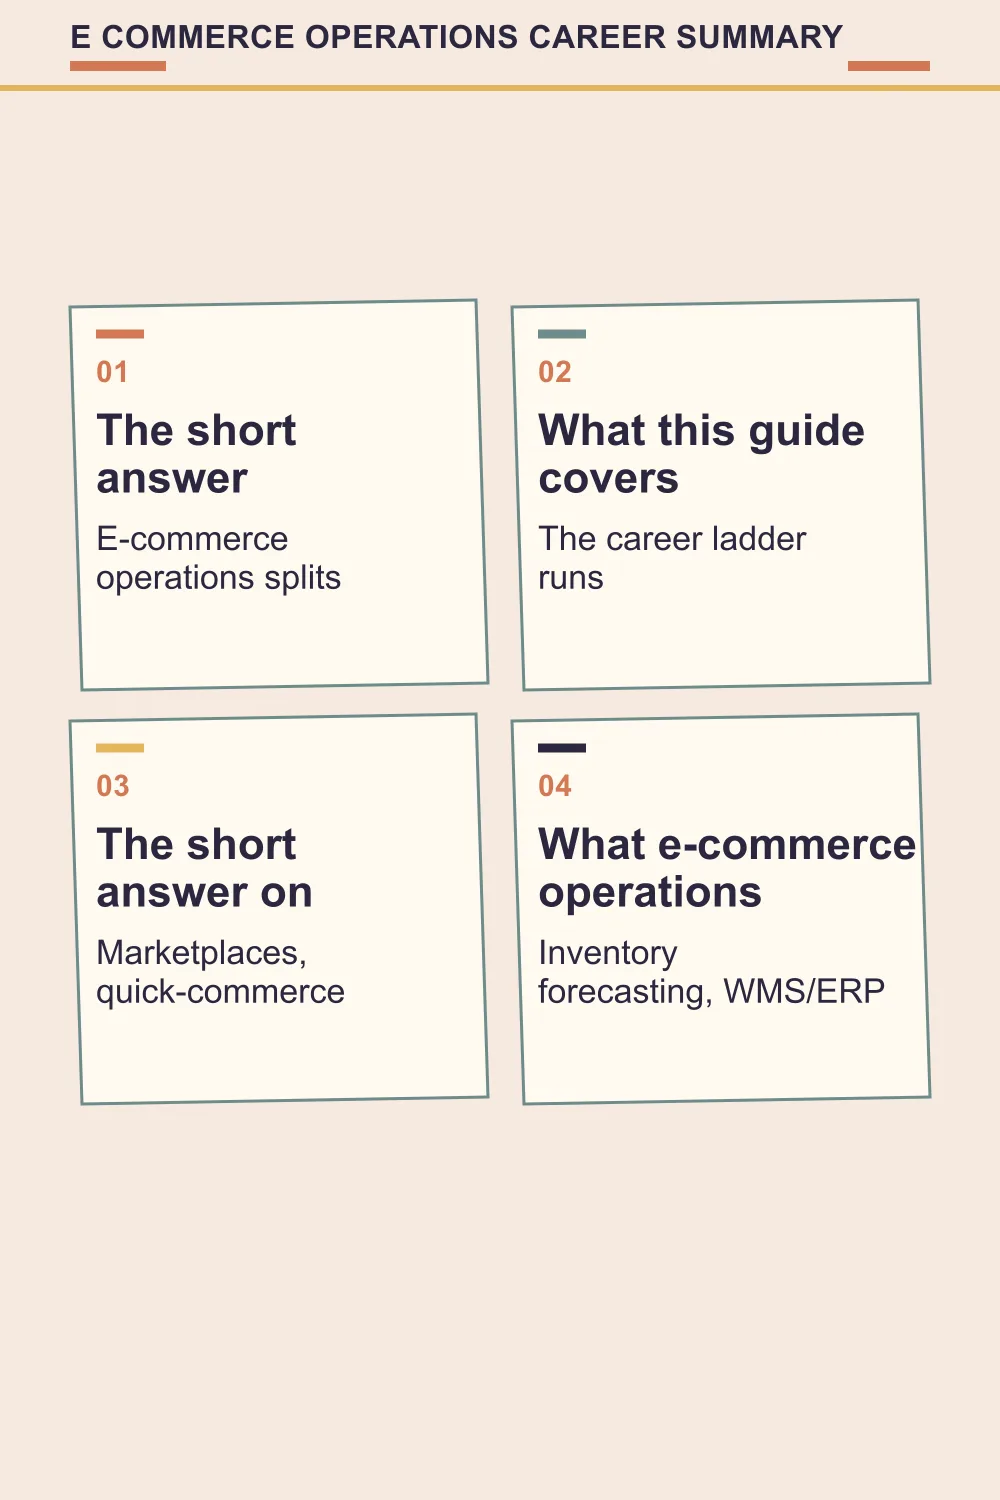 E COMMERCE OPERATIONS CAREER SUMMARY
01
The short
answer
E-commerce
operations splits
02
What this guide
covers
The career ladder
runs
03
The short
answer on
Marketplaces,
quick-commerce
04
What e-commerce
operations
Inventory
forecasting, WMS/ERP